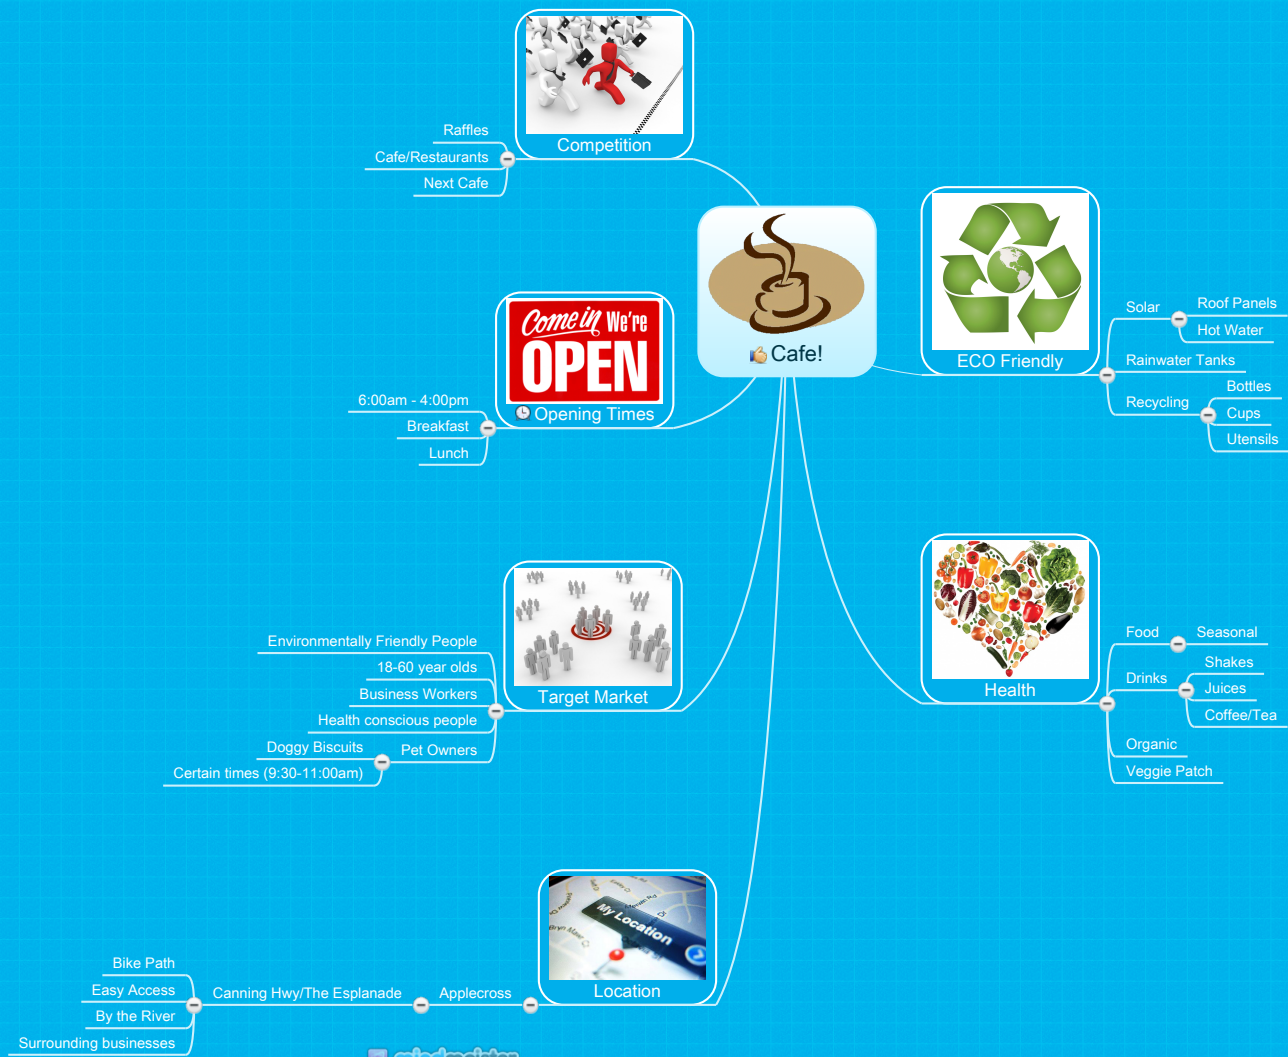 Competition
Raffles
Cafe/Restaurants
Next Cafe
Cafe!
Come in We're
OPEN
Opening Times
6:00am - 4:00pm
Breakfast
Lunch
ECO Friendly
Solar
Roof Panels
Hot Water
Rainwater Tanks
Recycling
Bottles
Cups
Utensils
Target Market
Environmentally Friendly People
18-60 year olds
Business Workers
Health conscious people
Pet Owners
Doggy Biscuits
Certain times (9:30-11:00am)
Health
Food
Seasonal
Drinks
Shakes
Juices
Coffee/Tea
Organic
Veggie Patch
My Location
Location
Applecross
Canning Hwy/The Esplanade
Bike Path
Easy Access
By the River
Surrounding businesses
mindmeister